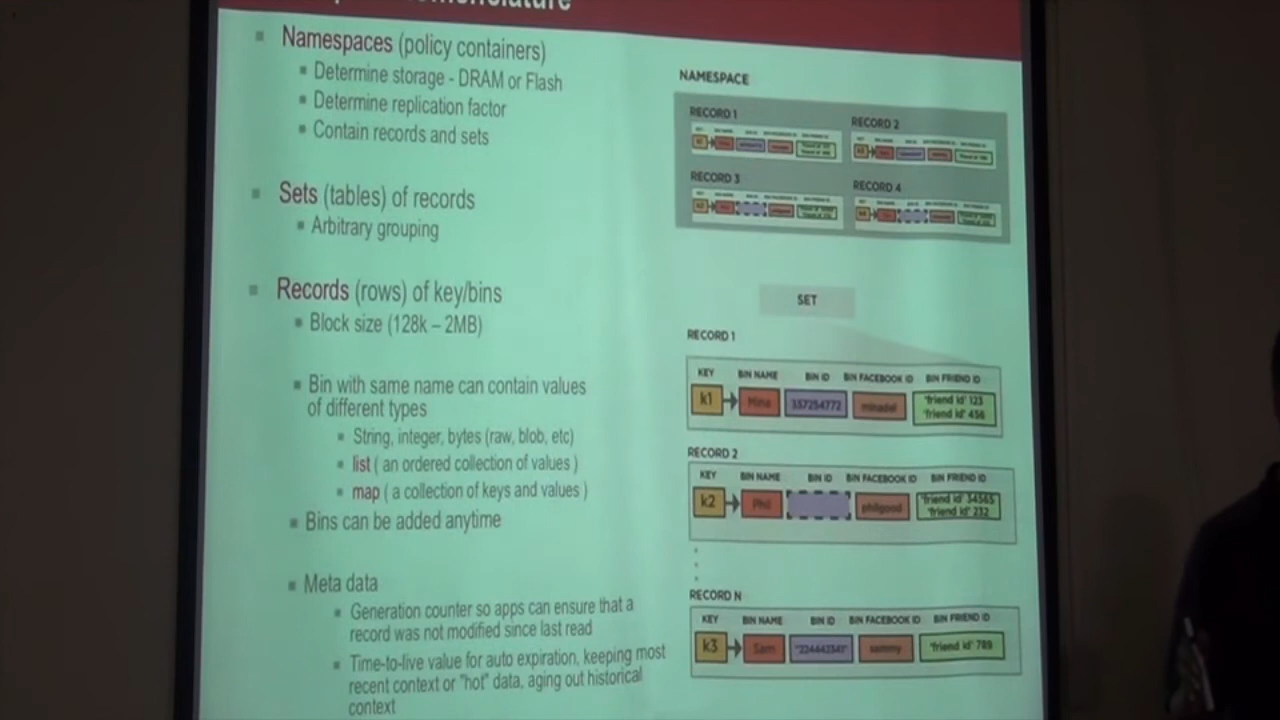 Namespaces (policy containers)
Determine storage - DRAM or Flash
Determine replication factor
Contain records and sets
Sets (tables) of records
Arbitrary grouping
Records (rows) of key/bins
Block size (128k – 2MB)
Bin with same name can contain values
of different types
String, integer, bytes (raw, blob, etc)
list ( an ordered collection of values )
map ( a collection of keys and values )
Bins can be added anytime
Meta data
Generation counter so apps can ensure that a
record was not modified since last read
Time-to-live value for auto expiration, keeping most
recent context or "hot" data, aging out historical
context
NAMESPACE
RECORD 1
RECORD 2
RECORD 3
RECORD 4
SET
RECORD 1
KEY BIN NAME BIN ID BIN FACEBOOK ID BIN FRIEND ID
k1 Mine 357254772 minadel 'friend id' 123
'friend id' 456
RECORD 2
KEY BIN NAME BIN ID BIN FACEBOOK ID BIN FRIEND ID
k2 Phil philgood 'friend id' 34565
'friend id' 232
RECORD N
KEY BIN NAME BIN ID BIN FACEBOOK ID BIN FRIEND ID
k3 Sam "224442341" sammy 'friend id' 789